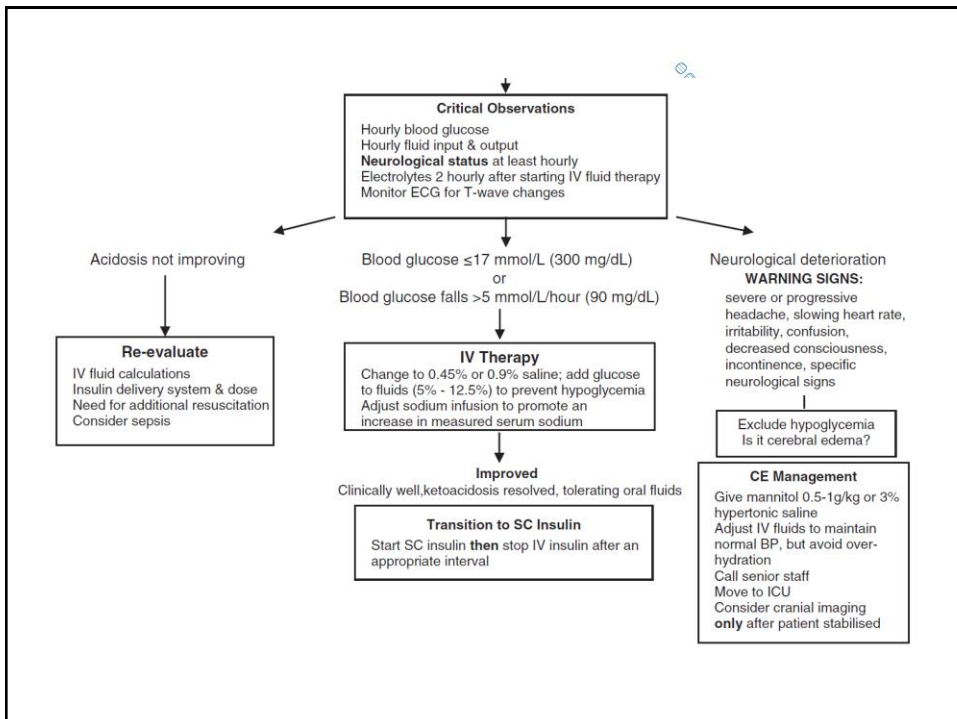 Critical Observations
Hourly blood glucose
Hourly fluid input & output
Neurological status at least hourly
Electrolytes 2 hourly after starting IV fluid therapy
Monitor ECG for T-wave changes
Acidosis not improving
Re-evaluate
IV fluid calculations
Insulin delivery system & dose
Need for additional resuscitation
Consider sepsis
Blood glucose ≤17 mmol/L (300 mg/dL)
or
Blood glucose falls >5 mmol/L/hour (90 mg/dL)
IV Therapy
Change to 0.45% or 0.9% saline; add glucose
to fluids (5% - 12.5%) to prevent hypoglycemia
Adjust sodium infusion to promote an
increase in measured serum sodium
Improved
Clinically well,ketoacidosis resolved, tolerating oral fluids
Transition to SC Insulin
Start SC insulin then stop IV insulin after an
appropriate interval
Neurological deterioration
WARNING SIGNS:
severe or progressive
headache, slowing heart rate,
irritability, confusion,
decreased consciousness,
incontinence, specific
neurological signs
Exclude hypoglycemia
Is it cerebral edema?
CE Management
Give mannitol 0.5-1g/kg or 3%
hypertonic saline
Adjust IV fluids to maintain
normal BP, but avoid over-
hydration
Call senior staff
Move to ICU
Consider cranial imaging
only after patient stabilised